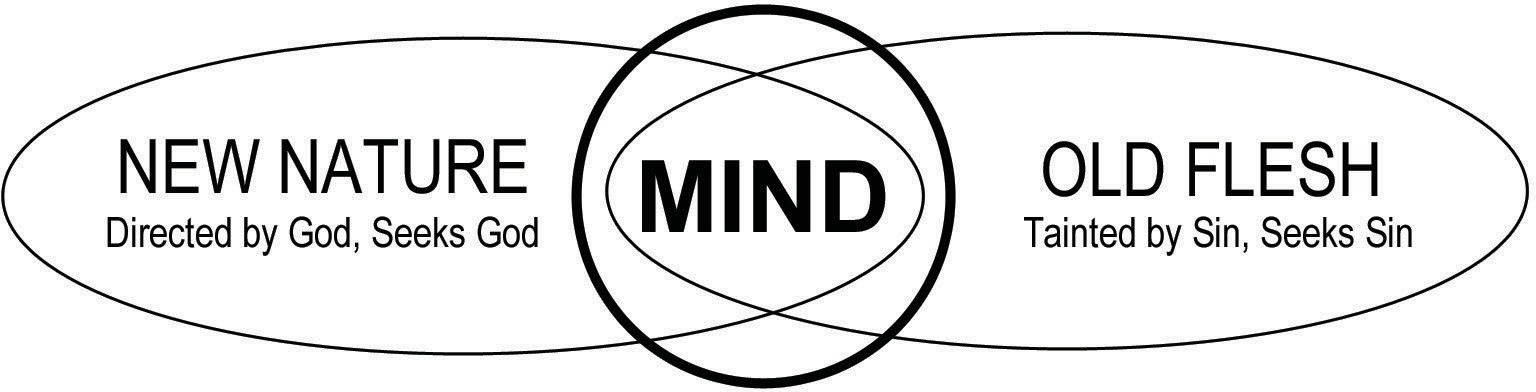 NEW NATURE
Directed by God, Seeks God
MIND
OLD FLESH
Tainted by Sin, Seeks Sin